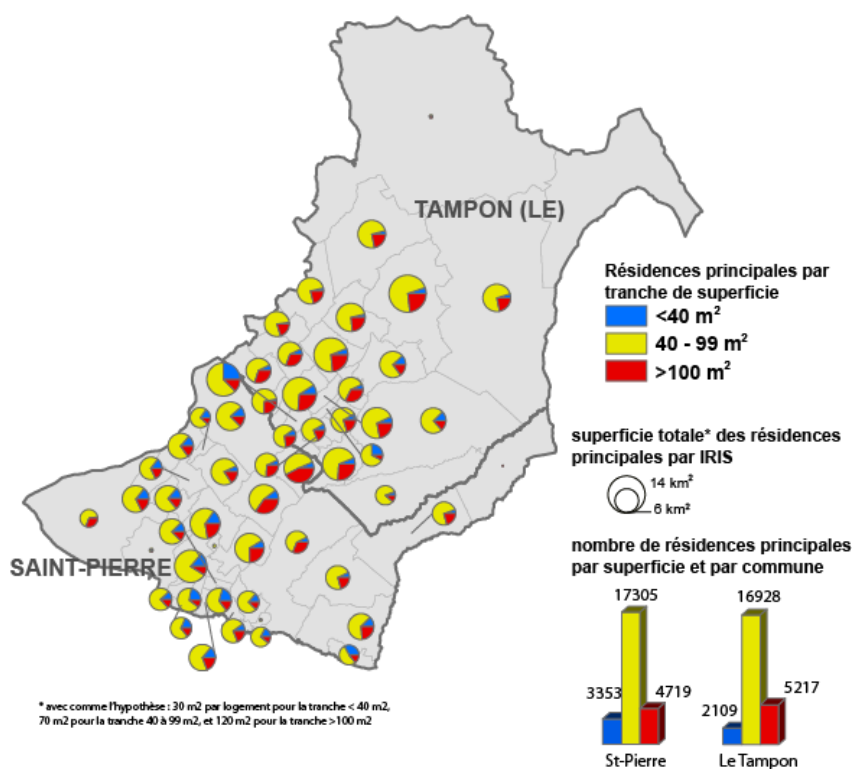 TAMPON (LE)
SAINT-PIERRE
Résidences principales par
tranche de superficie
<40 m²
40 - 99 m²
>100 m²
superficie totale* des résidences
principales par IRIS
14 km²
6 km²
nombre de résidences principales
par superficie et par commune
17305
16928
3353
4719
2109
5217
St-Pierre
Le Tampon
* avec comme l'hypothèse : 30 m2 par logement pour la tranche < 40 m2,
70 m2 pour la tranche 40 à 99 m2, et 120 m2 pour la tranche >100 m2